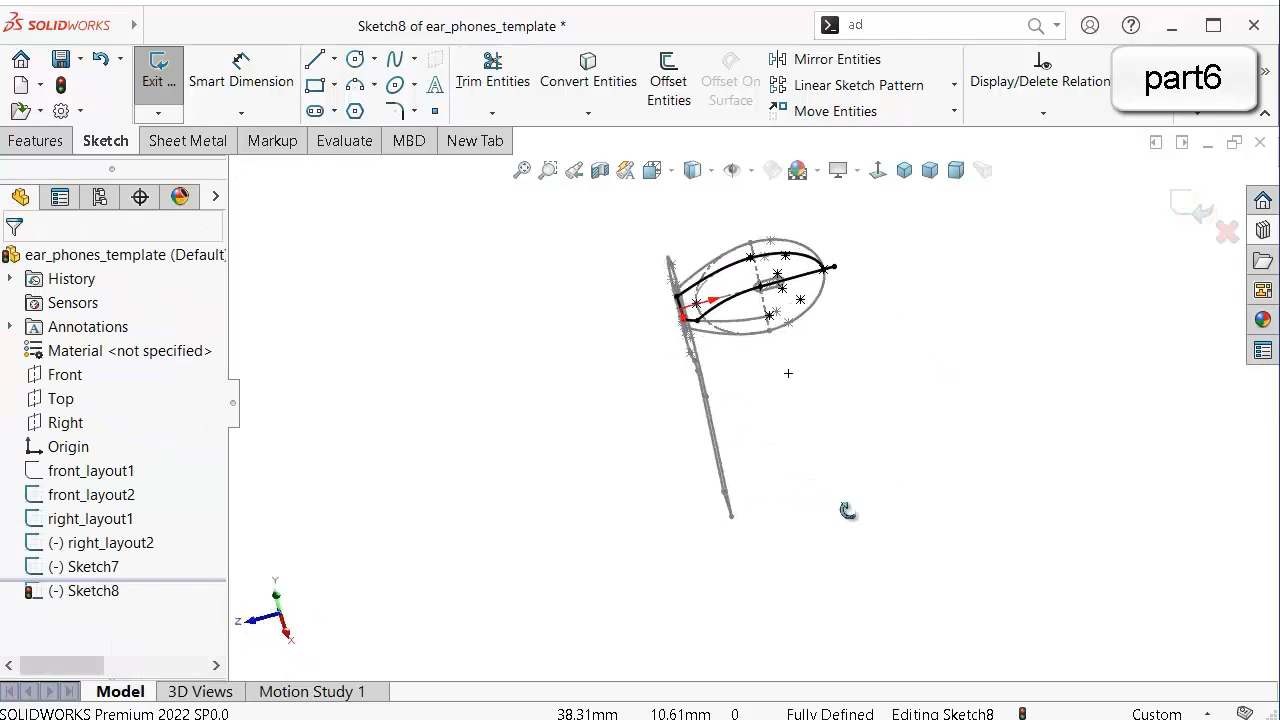 SOLIDWORKS
Sketch8 of ear_phones_template *
ad
Exit ...
Smart Dimension
Trim Entities
Convert Entities
Offset Entities
Offset On Surface
Mirror Entities
Linear Sketch Pattern
Move Entities
Display/Delete Relation
part6
Features
Sketch
Sheet Metal
Markup
Evaluate
MBD
New Tab
ear_phones_template (Default)
History
Sensors
Annotations
Material <not specified>
Front
Top
Right
Origin
front_layout1
front_layout2
right_layout1
(-) right_layout2
(-) Sketch7
(-) Sketch8
Y
Z
X
Model
3D Views
Motion Study 1
SOLIDWORKS Premium 2022 SP0.0
38.31mm
10.61mm
0
Fully Defined
Editing Sketch8
Custom